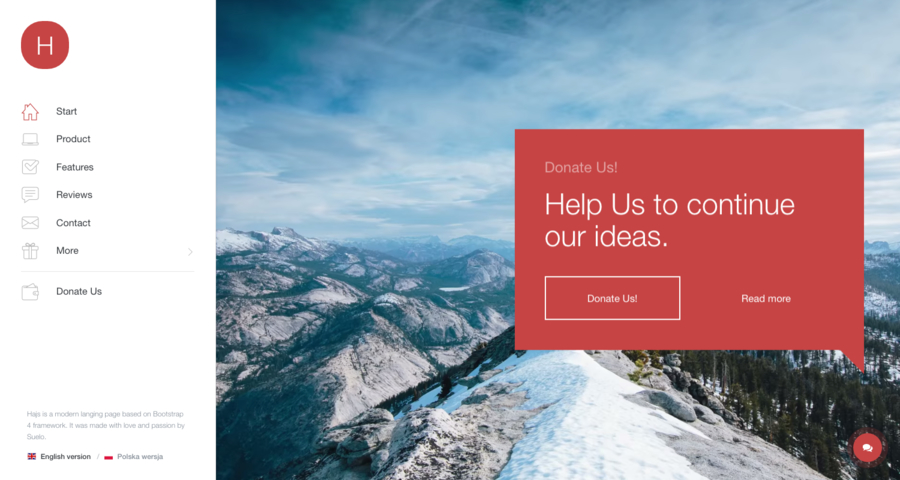 H
Start
Product
Features
Reviews
Contact
More
Donate Us
Hajs is a modern langing page based on Bootstrap
4 framework. It was made with love and passion by
Suelo.
English version / Polska wersja
Donate Us!
Help Us to continue
our ideas.
Donate Us! Read more